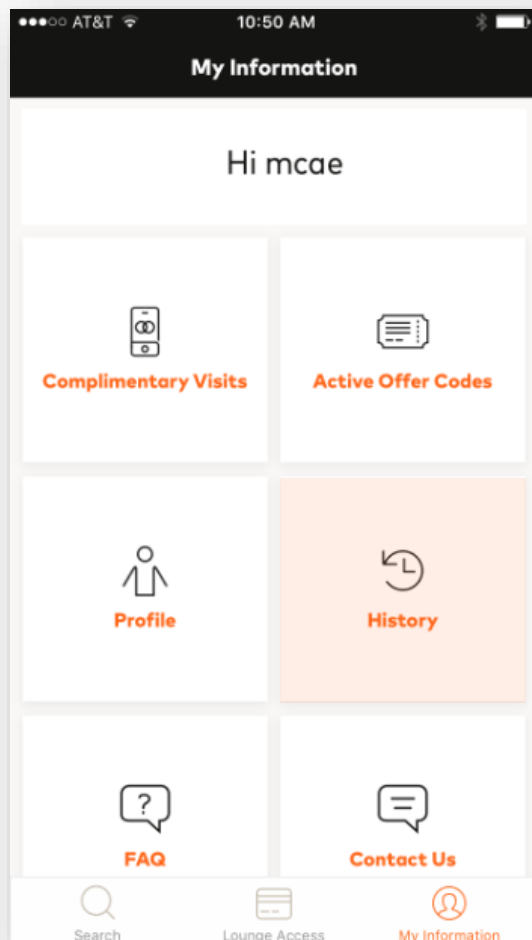 AT&T 10:50 AM
My Information
Hi mcae
Complimentary Visits Active Offer Codes
Profile History
?
FAQ Contact Us
Search Lounge Access My Information